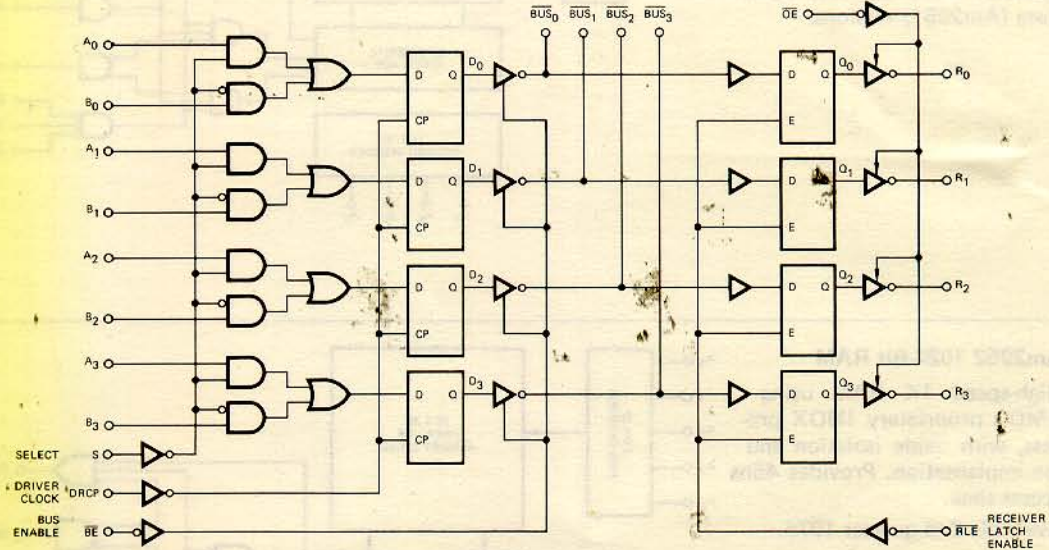 BUS0 BUS1 BUS2 BUS3 OE
A0
D0 Q0
D Q
D Q
R0
B0
CP
E
A1
D1 Q1
D Q
D Q
R1
B1
CP
E
A2
D2 Q2
D Q
D Q
R2
B2
CP
E
A3
D3 Q3
D Q
D Q
R3
B3
CP
E
SELECT S
DRIVER CLOCK DRCP
BUS ENABLE BE
RLE RECEIVER LATCH ENABLE